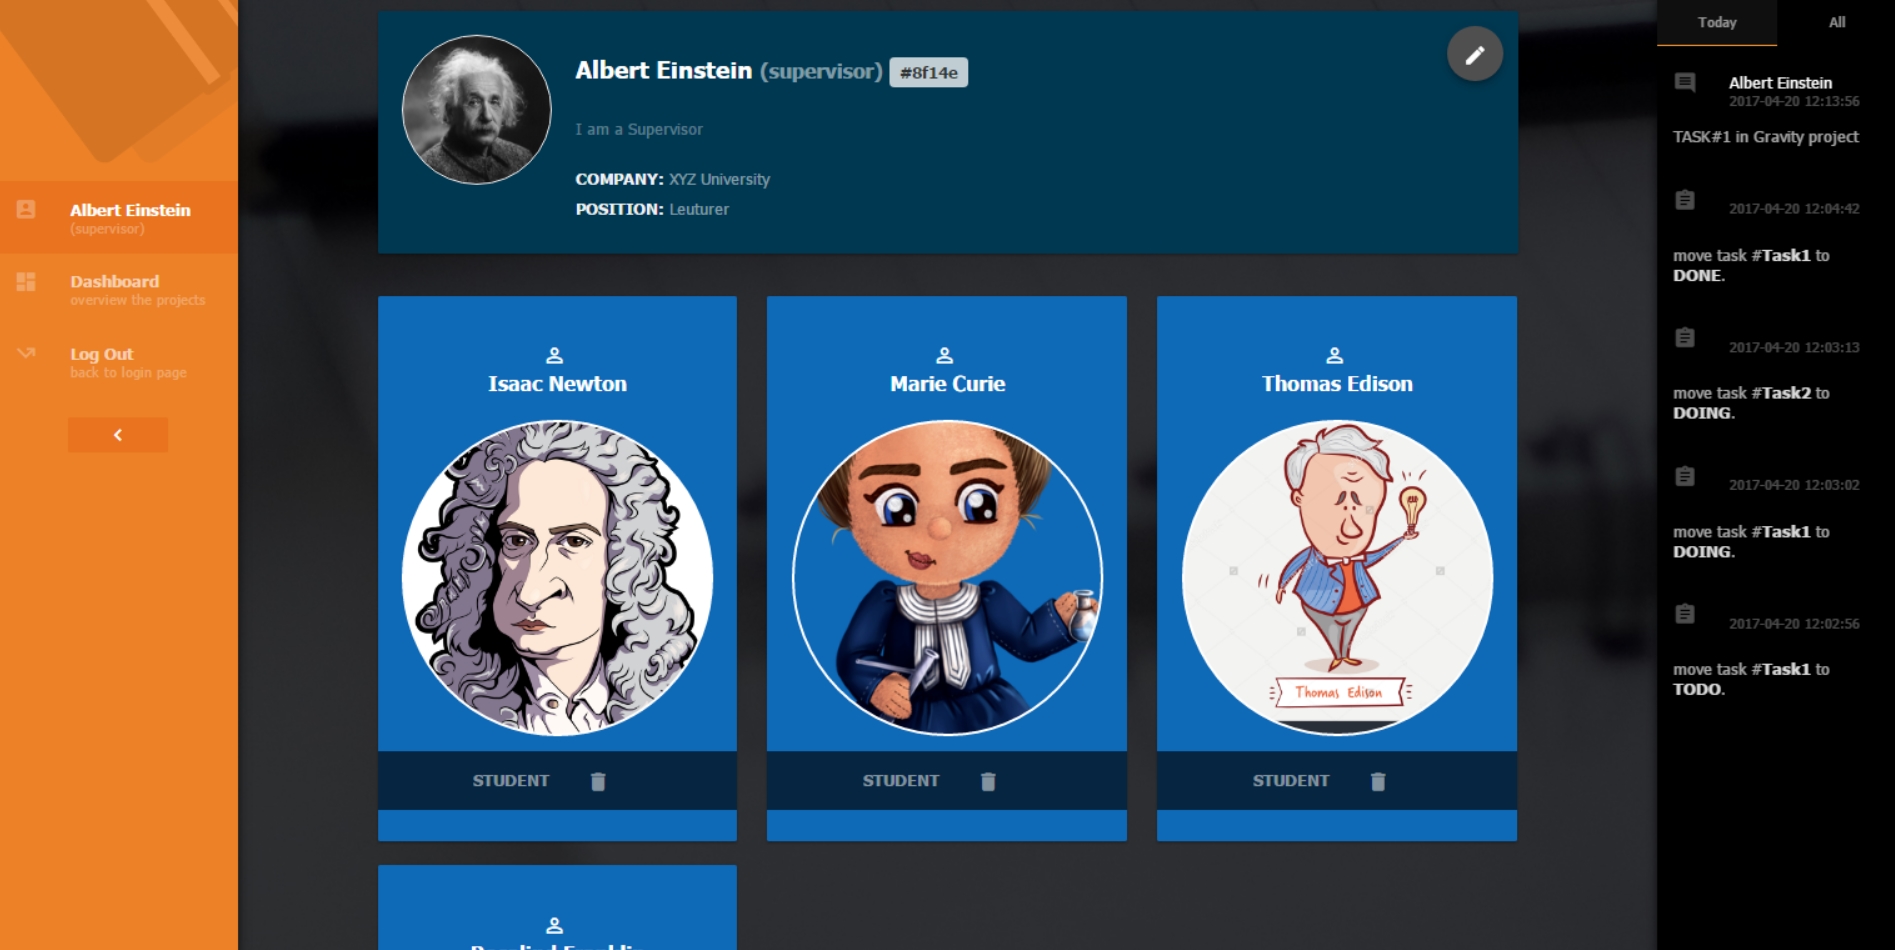 Albert Einstein
(supervisor)
Dashboard
overview the projects
Log Out
back to login page
Albert Einstein (supervisor) #8f14e
I am a Supervisor
COMPANY: XYZ University
POSITION: Leuturer
Isaac Newton
STUDENT
Marie Curie
STUDENT
Thomas Edison
Thomas Edison
STUDENT
Today All
Albert Einstein
2017-04-20 12:13:56
TASK#1 in Gravity project
2017-04-20 12:04:42
move task #Task1 to
DONE.
2017-04-20 12:03:13
move task #Task2 to
DOING.
2017-04-20 12:03:02
move task #Task1 to
DOING.
2017-04-20 12:02:56
move task #Task1 to
TODO.